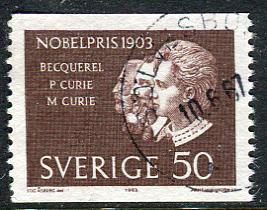 NOBELPRIS 1903
BECQUEREL
P CURIE
M CURIE
SVERIGE 50
1963